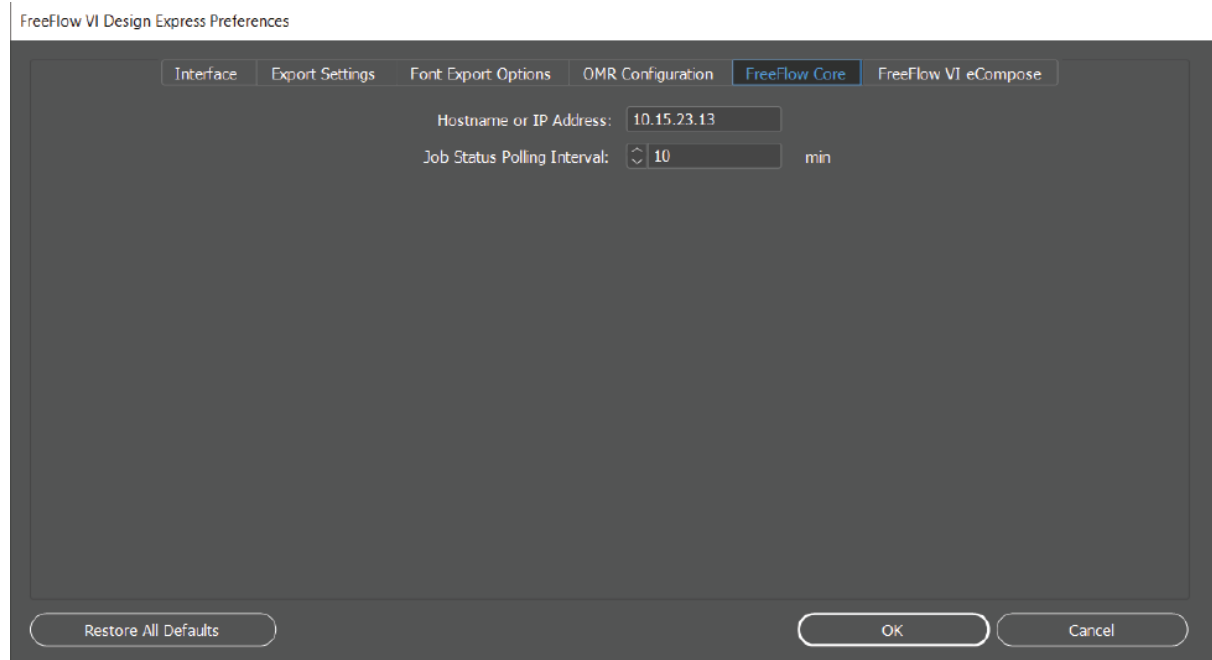 FreeFlow VI Design Express Preferences
Interface Export Settings Font Export Options OMR Configuration FreeFlow Core FreeFlow VI eCompose
Hostname or IP Address: 10.15.23.13
Job Status Polling Interval: 10 min
Restore All Defaults OK Cancel